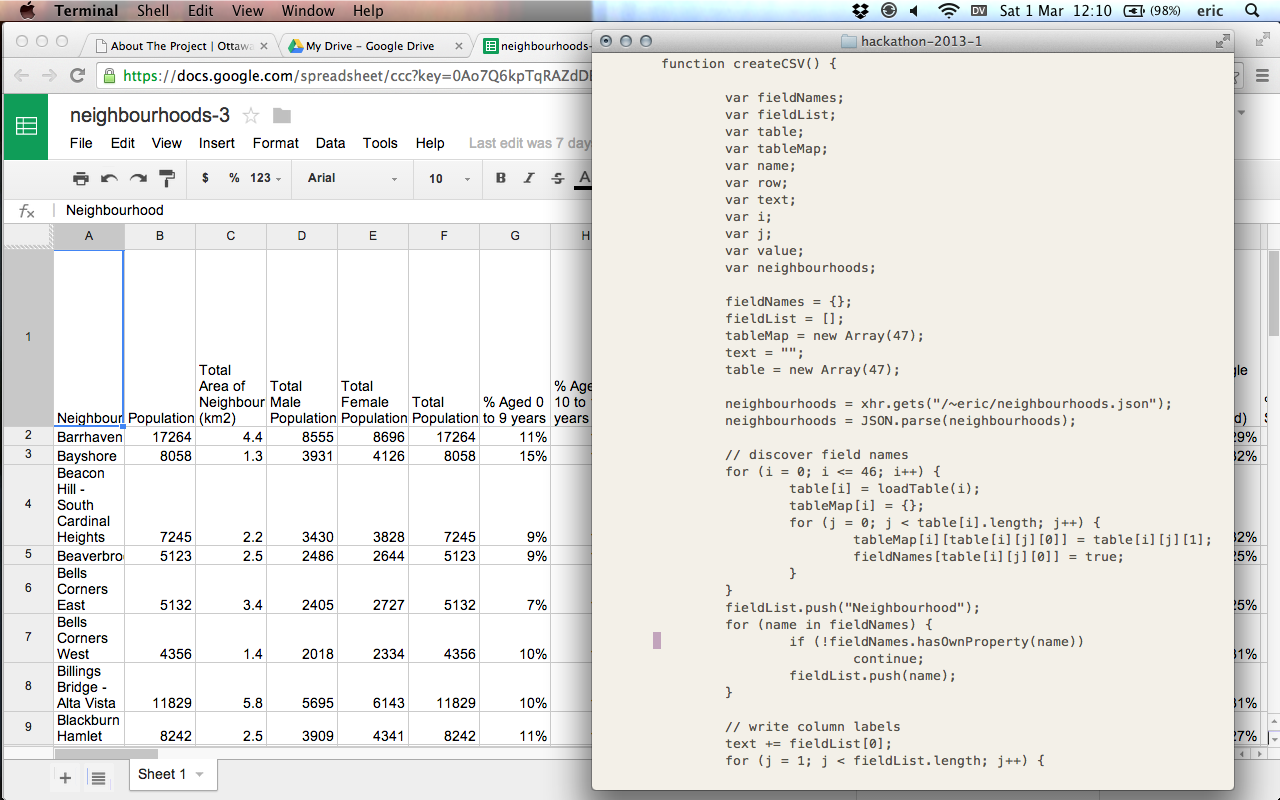 Terminal Shell Edit View Window Help
DV Sat 1 Mar 12:10 (98%) eric
About The Project | Ottaw
My Drive – Google Drive
neighbourhoods-
https://docs.google.com/spreadsheet/ccc?key=0Ao7Q6kpTqRAZdD
neighbourhoods-3
File Edit View Insert Format Data Tools Help Last edit was 7 day
$ % 123 Arial 10 B I S A
fx Neighbourhood
A B C D E F G H
1
Neighbour
Population
Total
Area of
Neighbour
(km2)
Total
Male
Population
Total
Female
Population
Total
Population
% Aged 0
to 9 years
% Age
10 to
years
2 Barrhaven 17264 4.4 8555 8696 17264 11%
3 Bayshore 8058 1.3 3931 4126 8058 15%
Beacon
Hill -
South
Cardinal
4 Heights 7245 2.2 3430 3828 7245 9%
5 Beaverbro 5123 2.5 2486 2644 5123 9%
Bells
Corners
6 East 5132 3.4 2405 2727 5132 7%
Bells
Corners
7 West 4356 1.4 2018 2334 4356 10%
Billings
Bridge -
8 Alta Vista 11829 5.8 5695 6143 11829 10%
Blackburn
9 Hamlet 8242 2.5 3909 4341 8242 11%
+ Sheet 1
hackathon-2013-1
function createCSV() {
var fieldNames;
var fieldList;
var table;
var tableMap;
var name;
var row;
var text;
var i;
var j;
var value;
var neighbourhoods;
fieldNames = {};
fieldList = [];
tableMap = new Array(47);
text = "";
table = new Array(47);
neighbourhoods = xhr.gets("/~eric/neighbourhoods.json");
neighbourhoods = JSON.parse(neighbourhoods);
// discover field names
for (i = 0; i <= 46; i++) {
table[i] = loadTable(i);
tableMap[i] = {};
for (j = 0; j < table[i].length; j++) {
tableMap[i][table[i][j][0]] = table[i][j][1];
fieldNames[table[i][j][0]] = true;
}
}
fieldList.push("Neighbourhood");
for (name in fieldNames) {
if (!fieldNames.hasOwnProperty(name))
continue;
fieldList.push(name);
}
// write column labels
text += fieldList[0];
for (j = 1; j < fieldList.length; j++) {
gle
d)
29%
32%
32%
25%
25%
31%
31%
27%